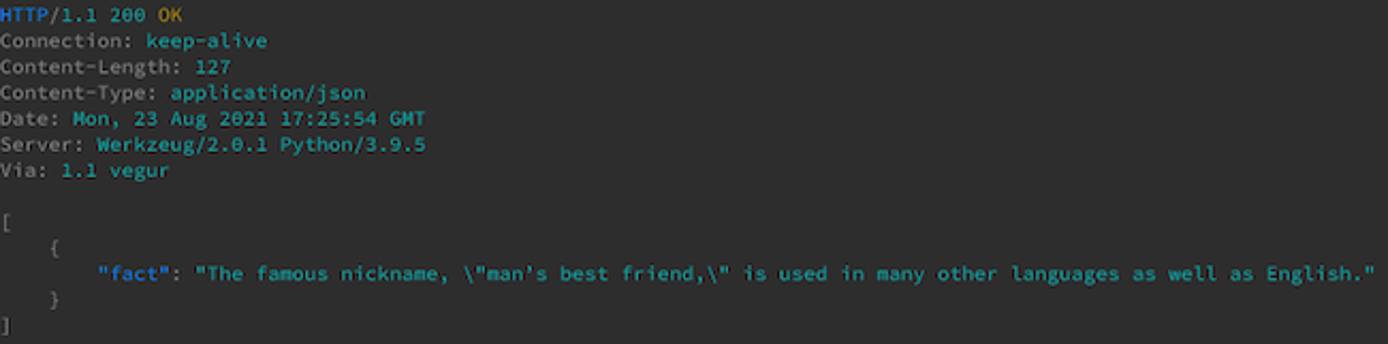 HTTP/1.1 200 OK
Connection: keep-alive
Content-Length: 127
Content-Type: application/json
Date: Mon, 23 Aug 2021 17:25:54 GMT
Server: Werkzeug/2.0.1 Python/3.9.5
Via: 1.1 vegur
[
{
"fact": "The famous nickname, \"man's best friend,\" is used in many other languages as well as English."
}
]